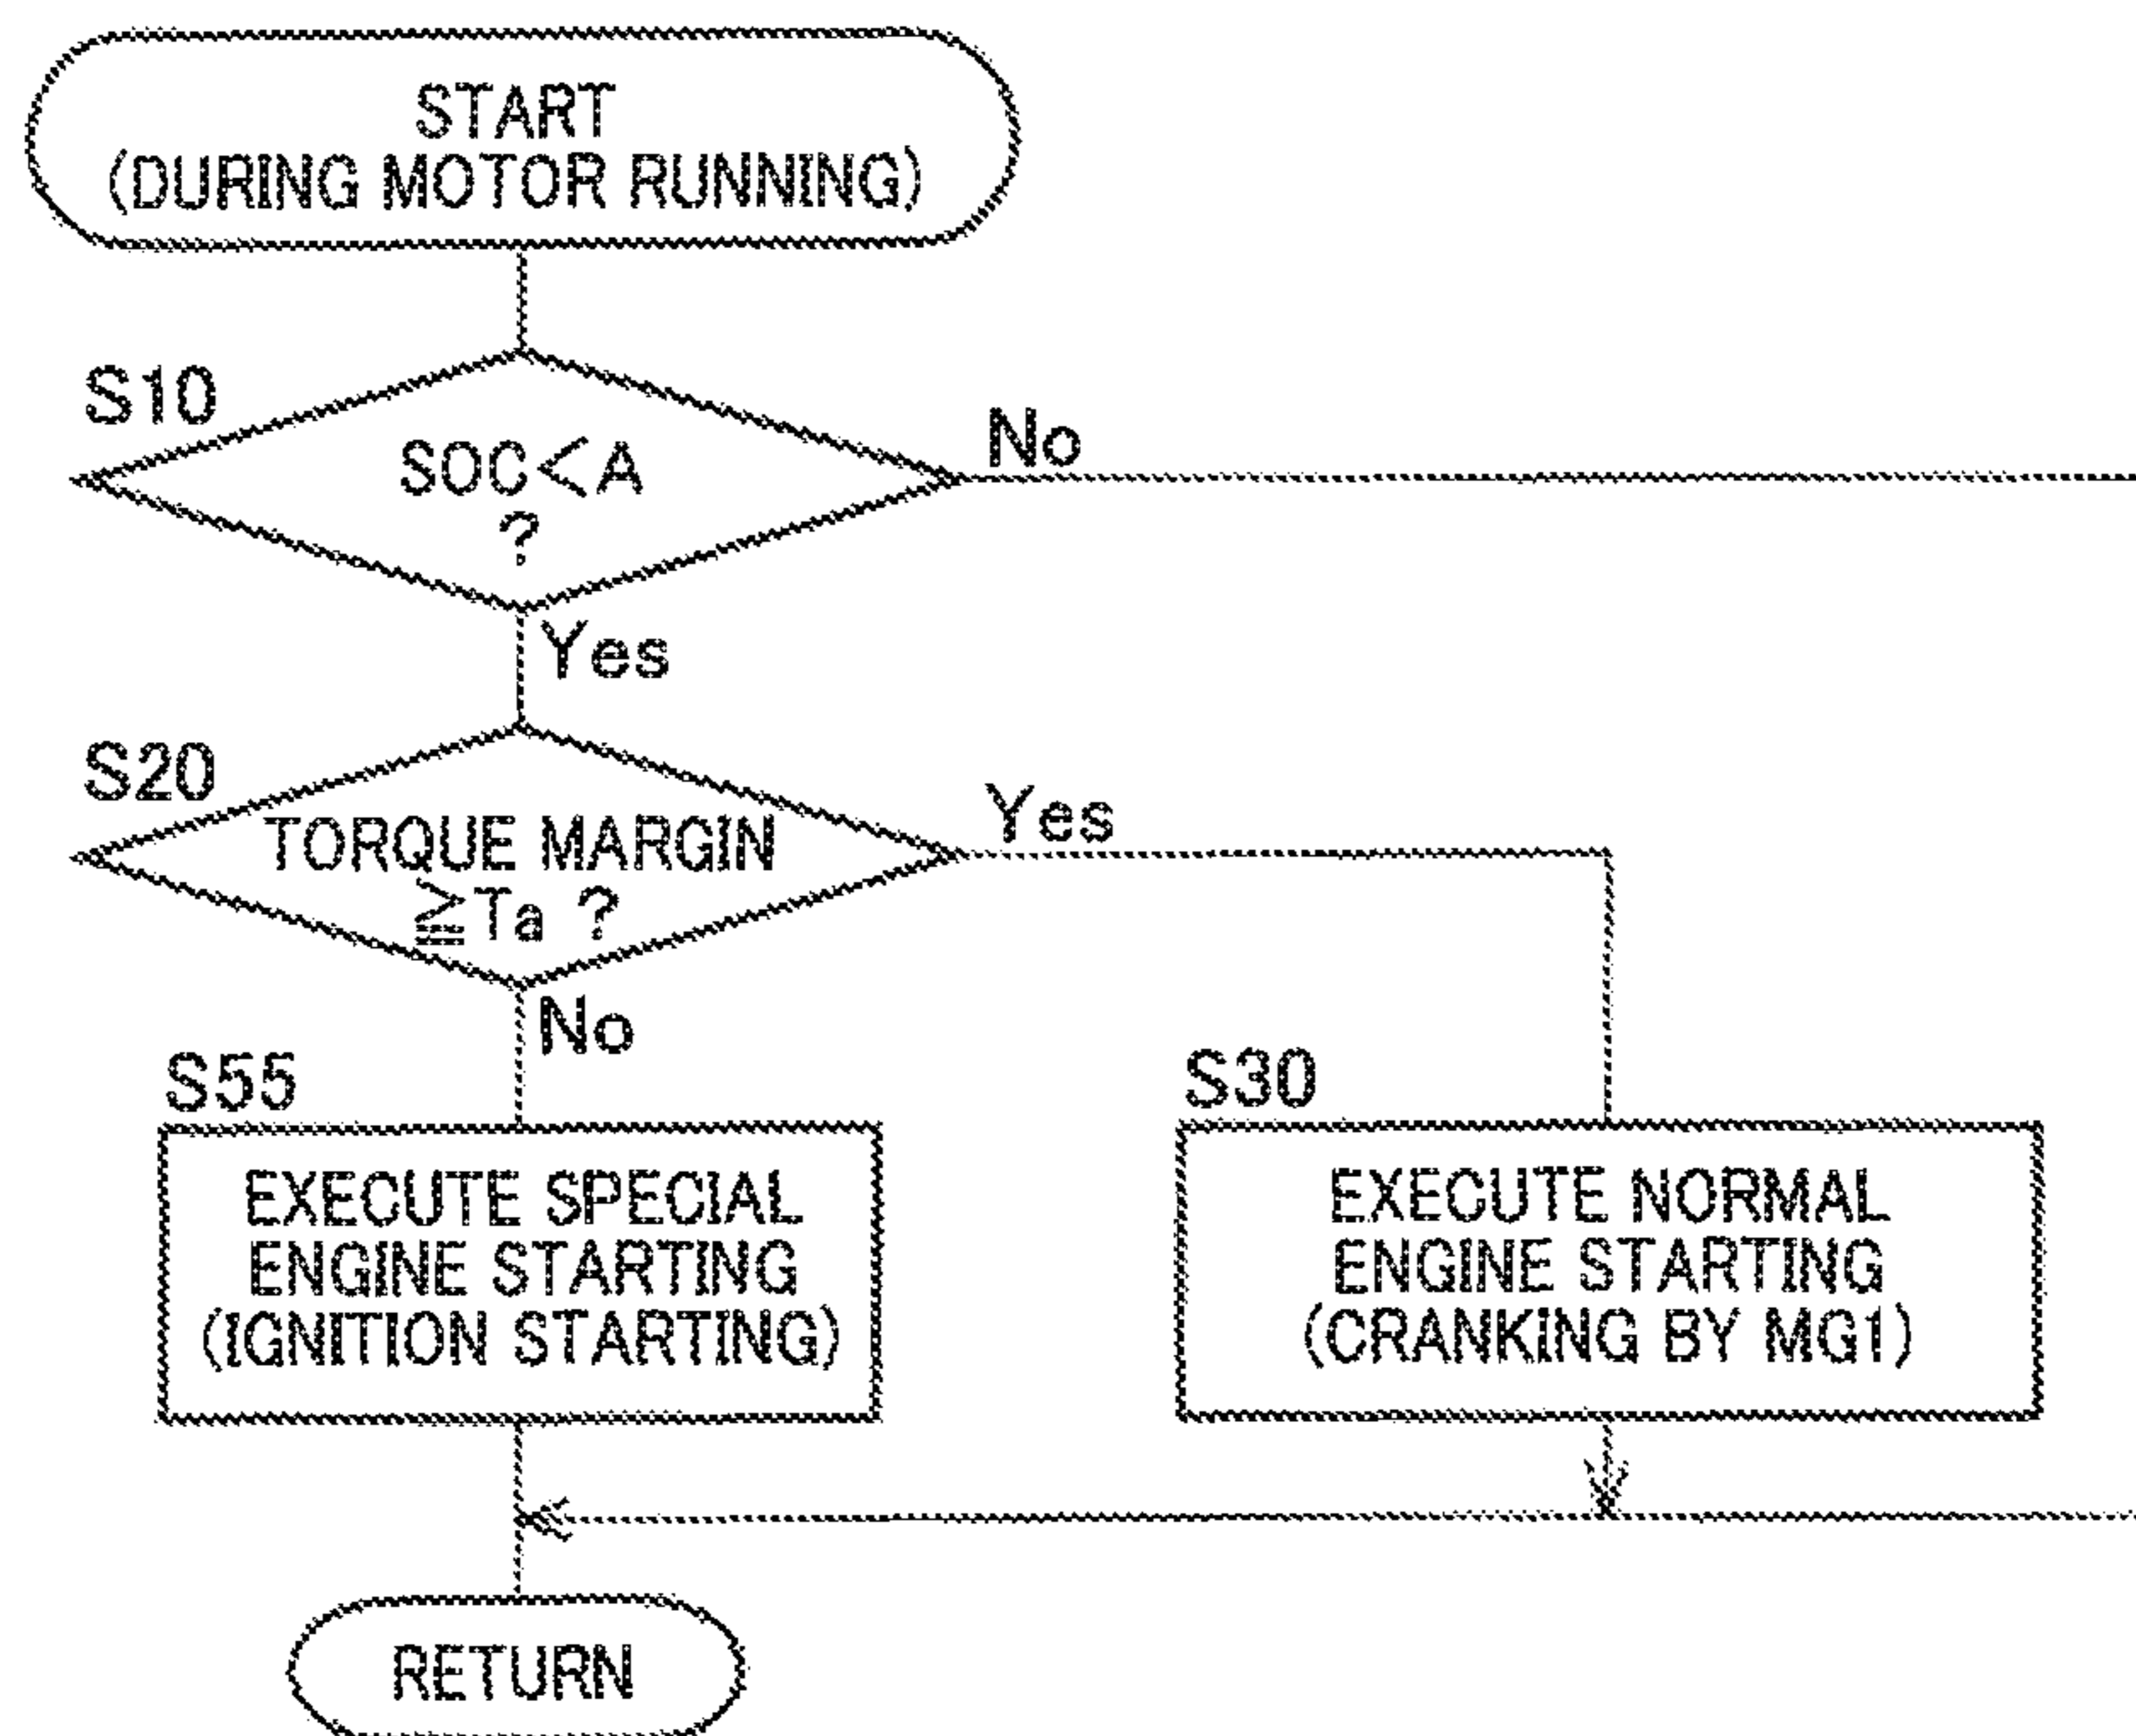 START
(DURING MOTOR RUNNING)
S10
SOC<A
?
No
Yes
S20
TORQUE MARGIN
≧Ta ?
Yes
No
S55
EXECUTE SPECIAL
ENGINE STARTING
(IGNITION STARTING)
S30
EXECUTE NORMAL
ENGINE STARTING
(CRANKING BY MG1)
RETURN